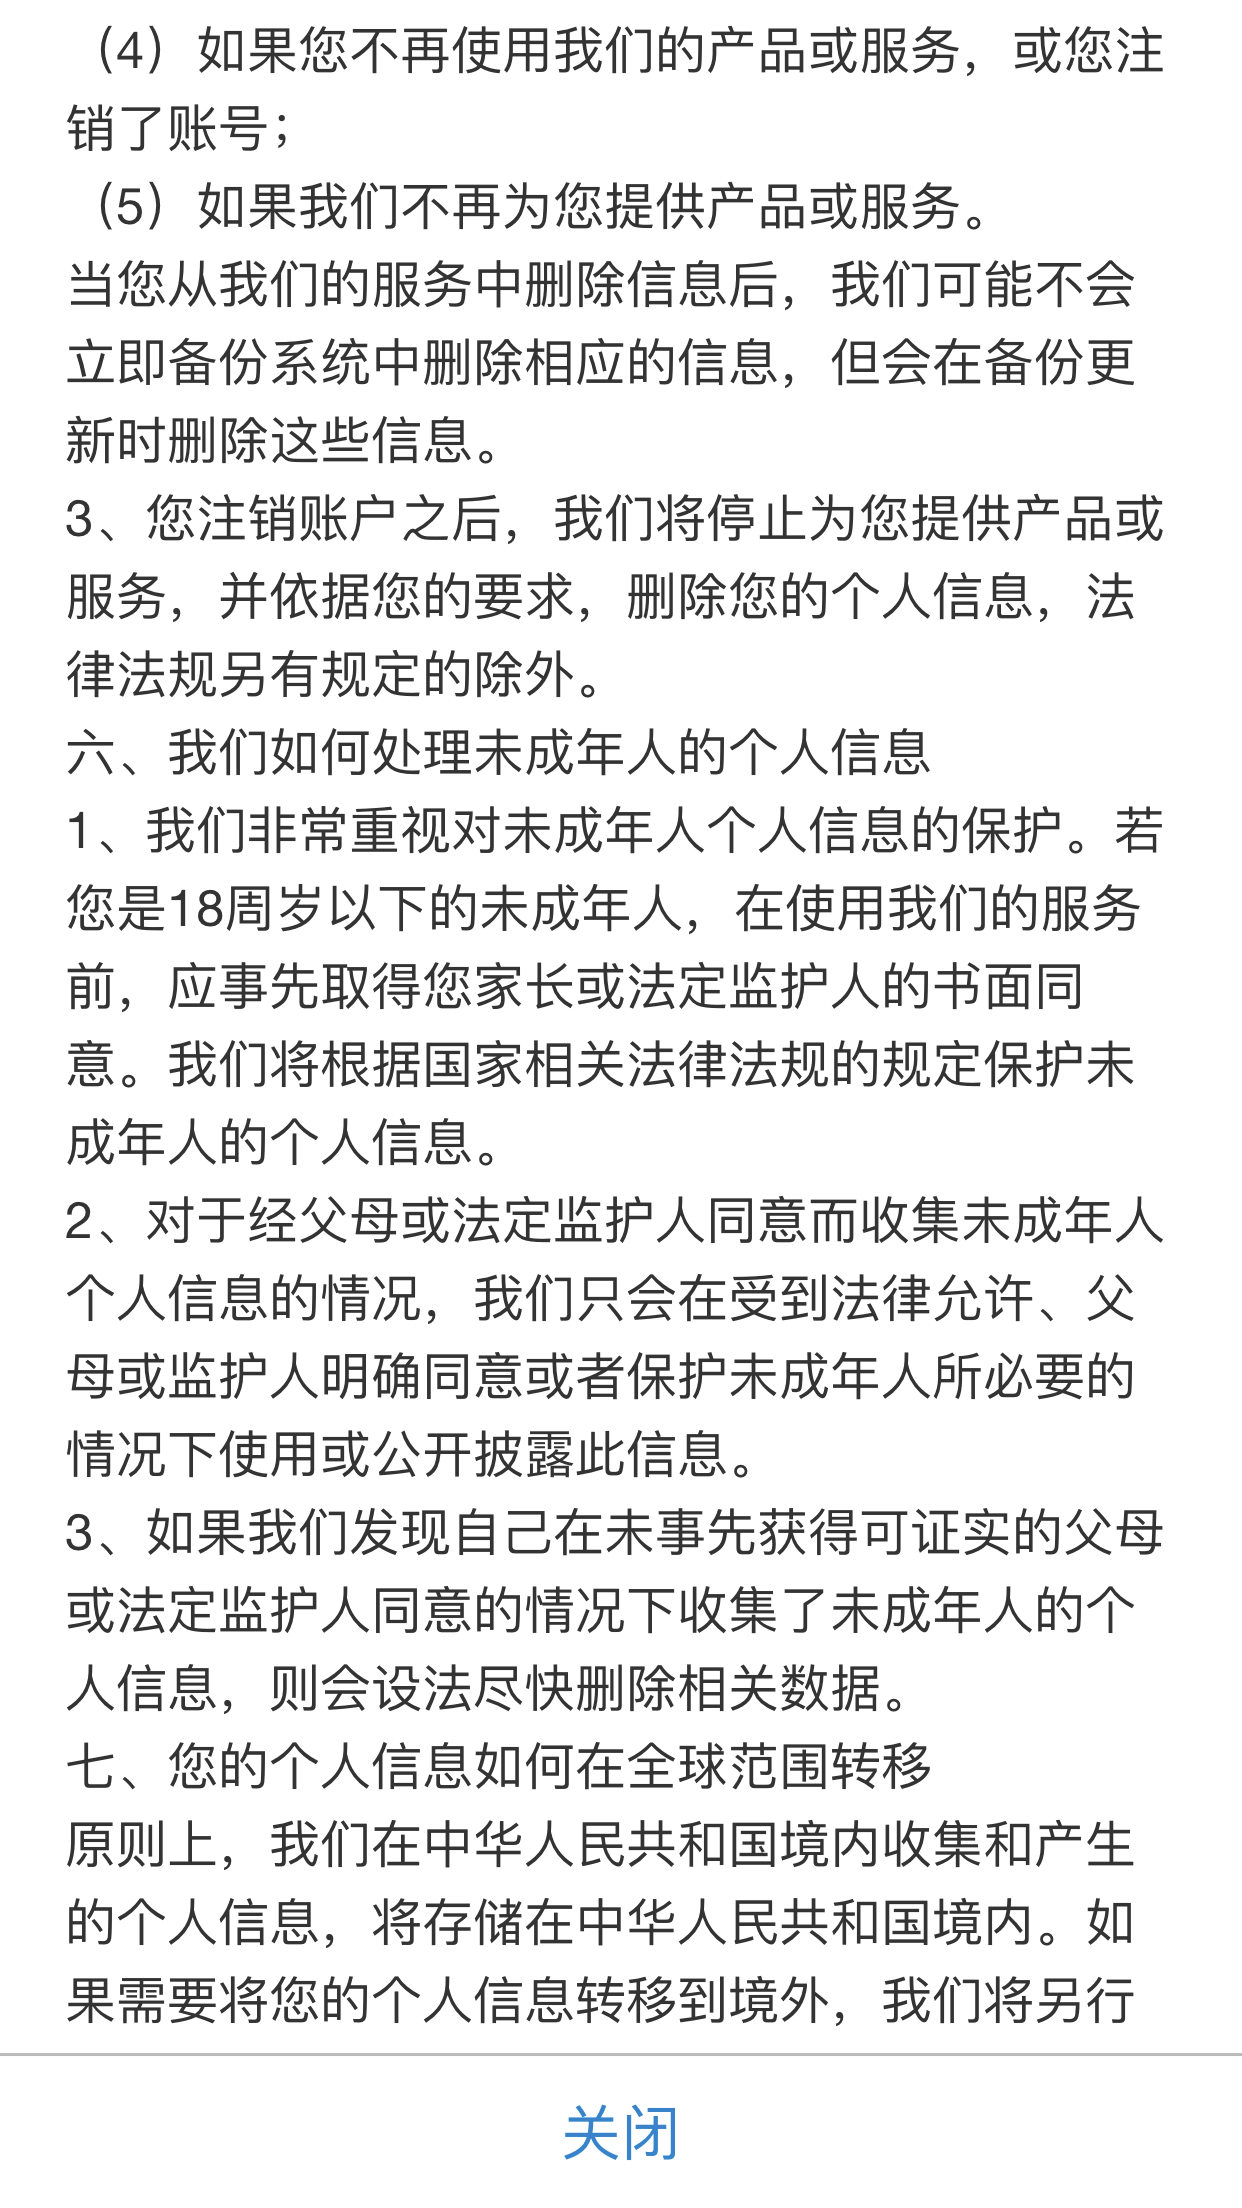 （4）如果您不再使用我们的产品或服务，或您注
销了账号；
（5）如果我们不再为您提供产品或服务。
当您从我们的服务中删除信息后，我们可能不会
立即备份系统中删除相应的信息，但会在备份更
新时删除这些信息。
3、您注销账户之后，我们将停止为您提供产品或
服务，并依据您的要求，删除您的个人信息，法
律法规另有规定的除外。
六、我们如何处理未成年人的个人信息
1、我们非常重视对未成年人个人信息的保护。若
您是18周岁以下的未成年人，在使用我们的服务
前，应事先取得您家长或法定监护人的书面同
意。我们将根据国家相关法律法规的规定保护未
成年人的个人信息。
2、对于经父母或法定监护人同意而收集未成年人
个人信息的情况，我们只会在受到法律允许、父
母或监护人明确同意或者保护未成年人所必要的
情况下使用或公开披露此信息。
3、如果我们发现自己在未事先获得可证实的父母
或法定监护人同意的情况下收集了未成年人的个
人信息，则会设法尽快删除相关数据。
七、您的个人信息如何在全球范围转移
原则上，我们在中华人民共和国境内收集和产生
的个人信息，将存储在中华人民共和国境内。如
果需要将您的个人信息转移到境外，我们将另行
关闭